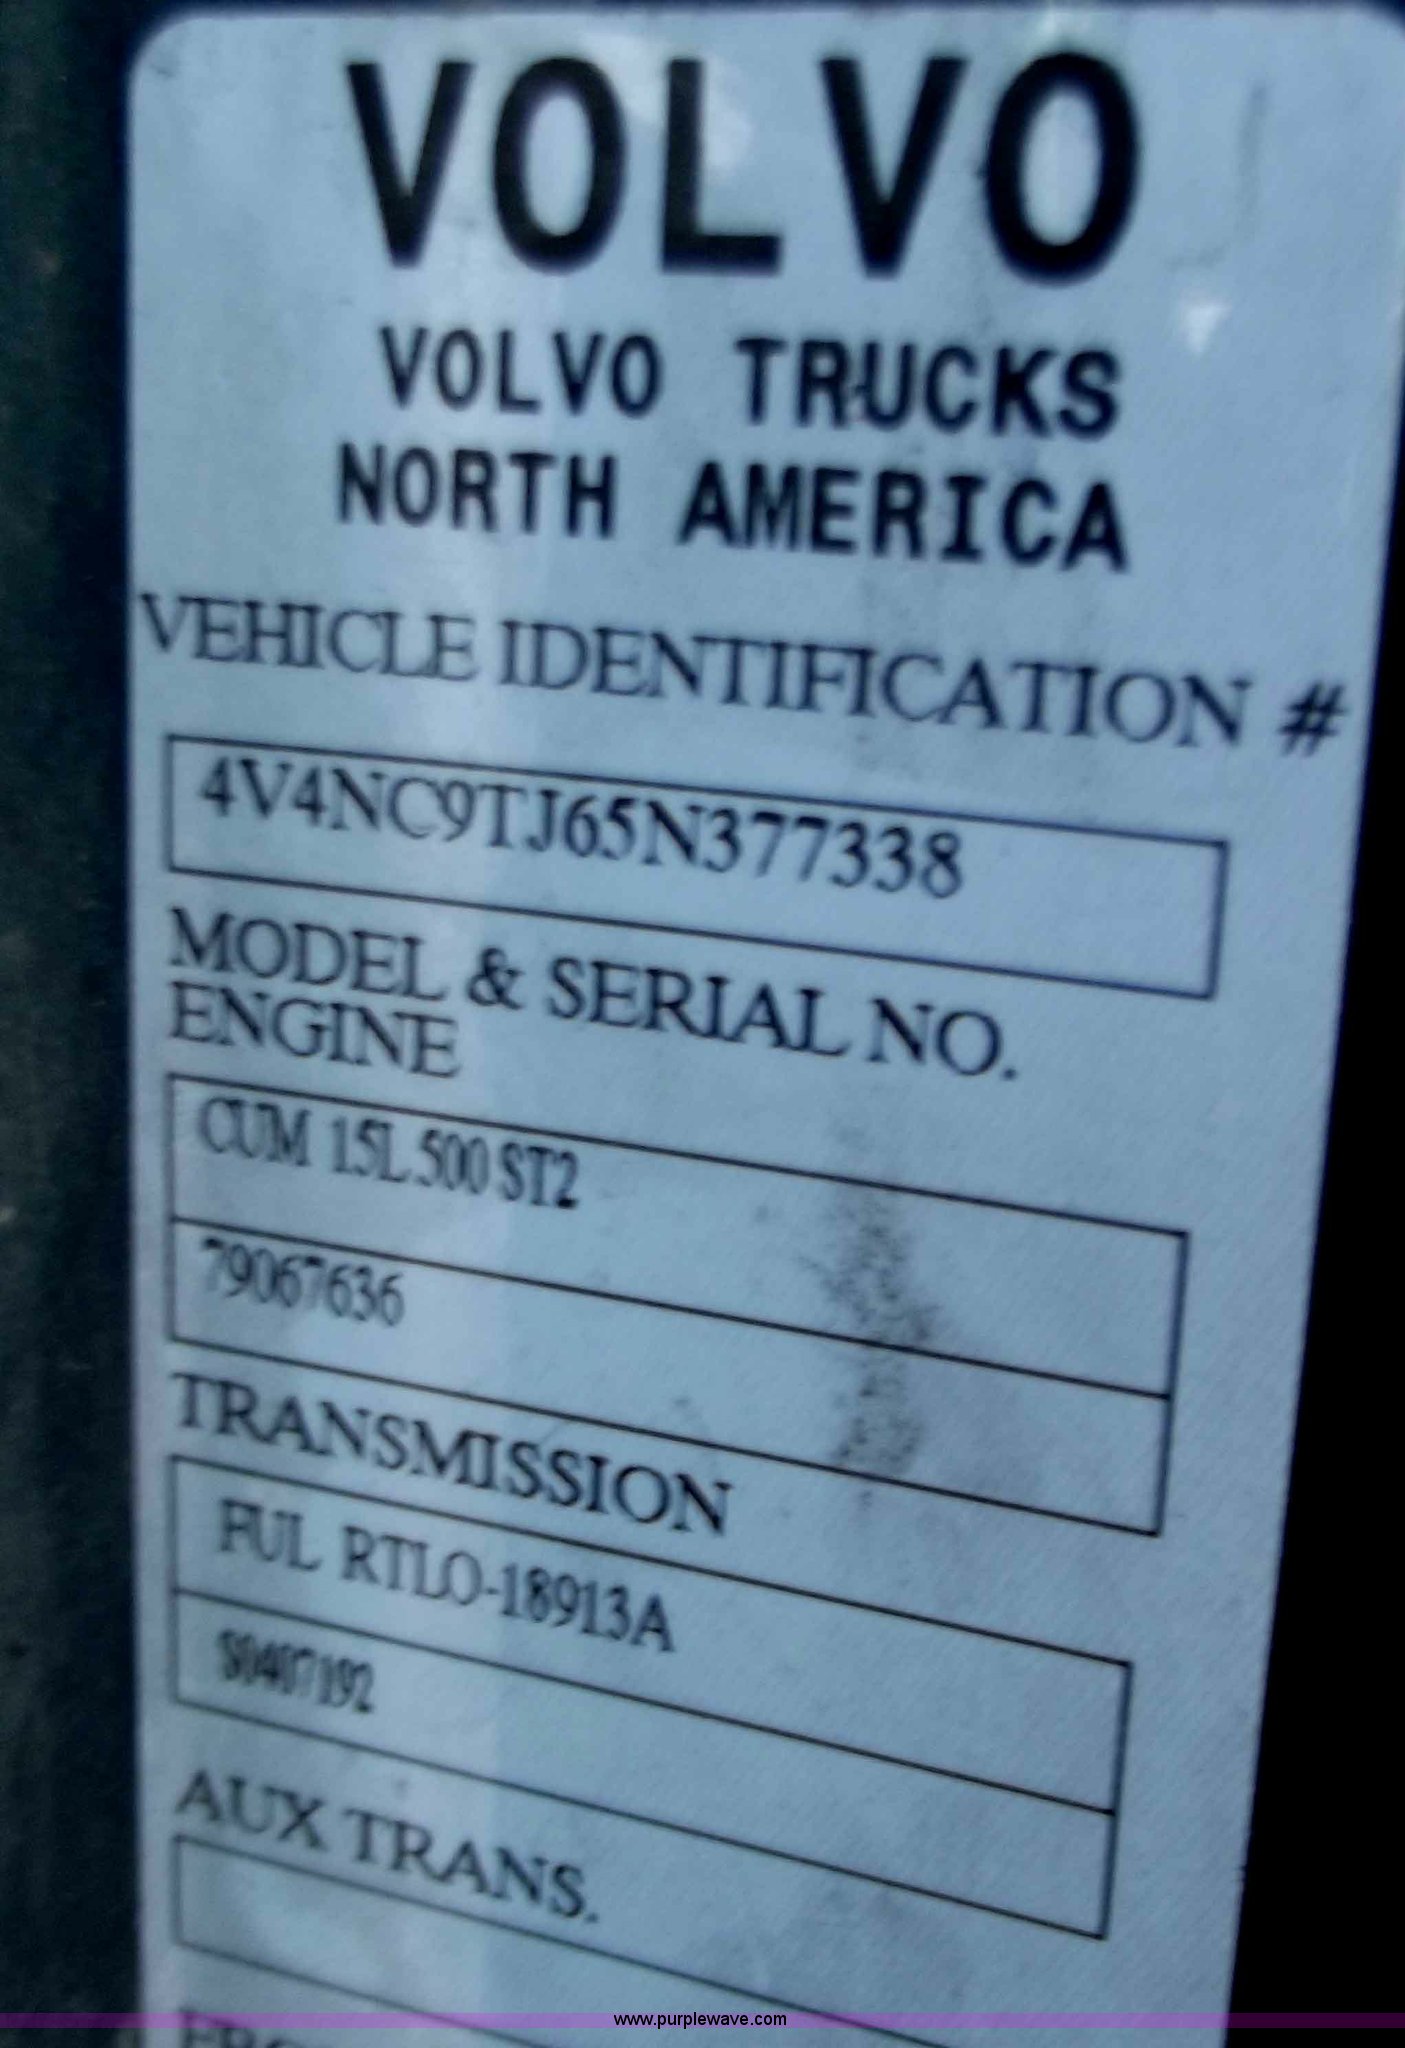 VOLVO
VOLVO TRUCKS
NORTH AMERICA
VEHICLE IDENTIFICATION #
4V4NC9TJ65N377338
MODEL & SERIAL NO.
ENGINE
CUM 15L 500 ST2
79067636
TRANSMISSION
FUL RTLO-18913A
S0407192
AUX TRANS.
www.purplewave.com